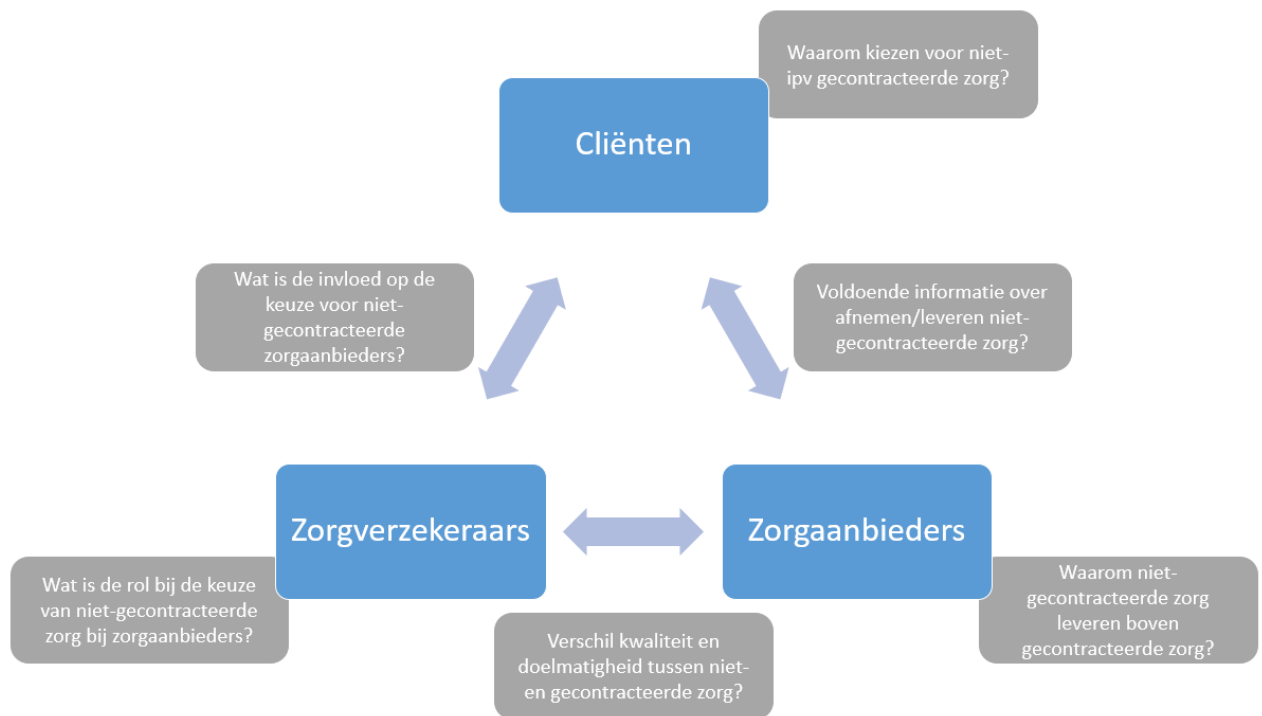 Waarom kiezen voor niet-
ipv gecontracteerde zorg?
Cliënten
Wat is de invloed op de
keuze voor niet-
gecontracteerde
zorgaanbieders?
Voldoende informatie over
afnemen/leveren niet-
gecontracteerde zorg?
Zorgverzekeraars
Zorgaanbieders
Wat is de rol bij de keuze
van niet-gecontracteerde
zorg bij zorgaanbieders?
Verschil kwaliteit en
doelmatigheid tussen niet-
en gecontracteerde zorg?
Waarom niet-
gecontracteerde zorg
leveren boven
gecontracteerde zorg?